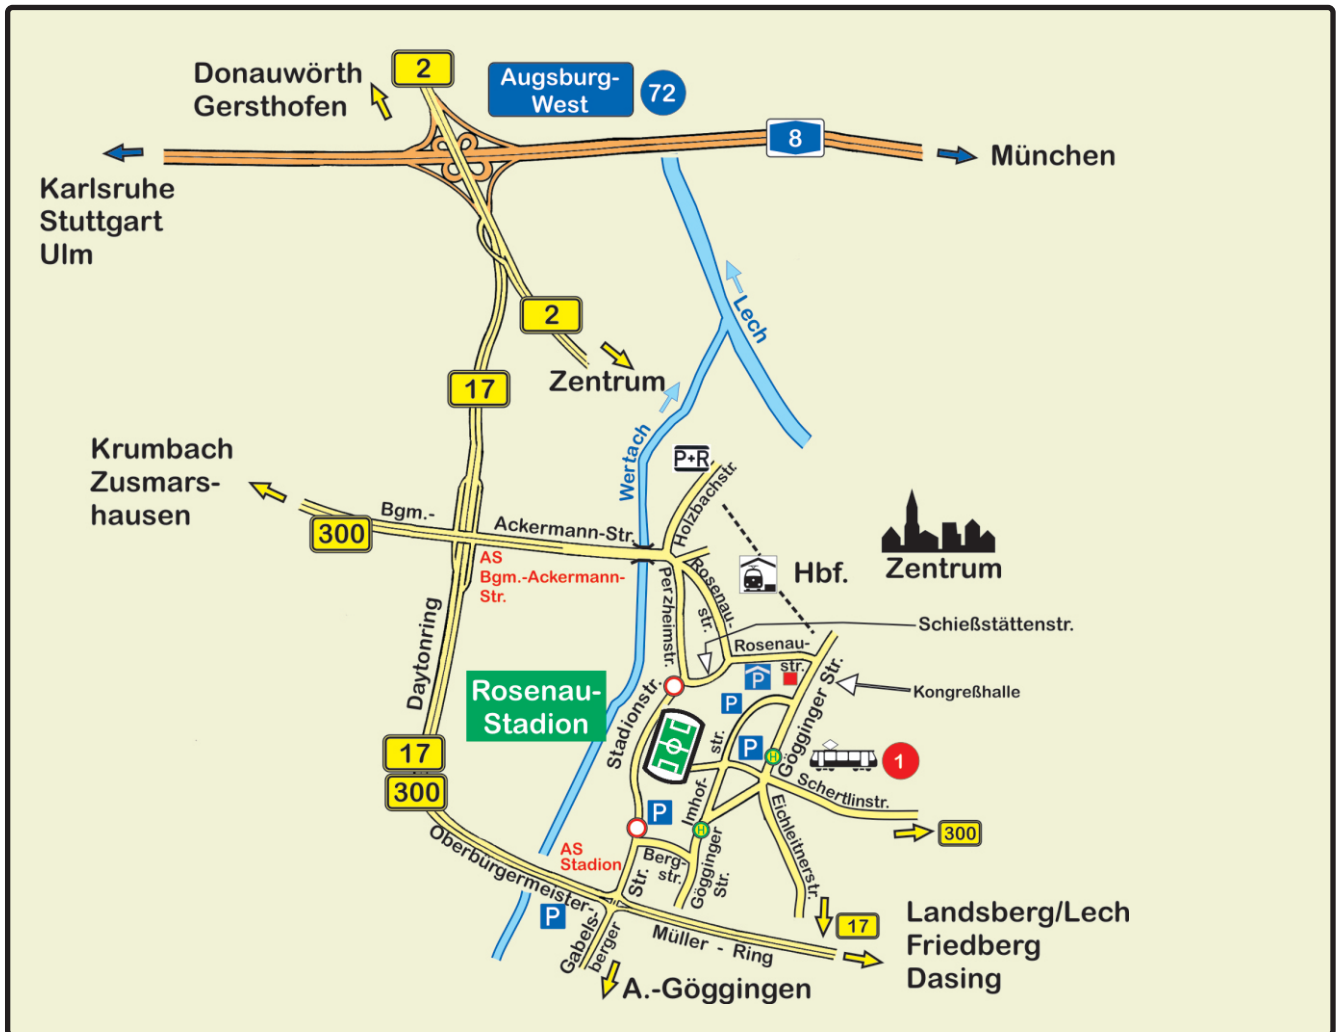 Donauwörth
Gersthofen
2
Augsburg-
West
72
8
München
Karlsruhe
Stuttgart
Ulm
2
Zentrum
Lech
17
Wertach
Krumbach
Zusmars-
hausen
300
Bgm.-
Ackermann-Str.
P+R
Holzbachstr.
AS
Bgm.-Ackermann-
Str.
Hbf.
Zentrum
Perzheimstr.
Rosenau-
str.
Schießstättenstr.
Rosenau-
str.
Daytonring
Rosenau-
Stadion
Stadionstr.
P
P
P
Kongreßhalle
Gögginger Str.
H
1
17
300
str.
Imhof-
Schertlinstr.
300
P
H
Eichleitnerstr.
Oberbürgermeister-
AS
Stadion
Berg-
str.
Gögginger
Str.
Str.
P
Gabels-
berger
Müller - Ring
17
Landsberg/Lech
Friedberg
Dasing
A.-Göggingen